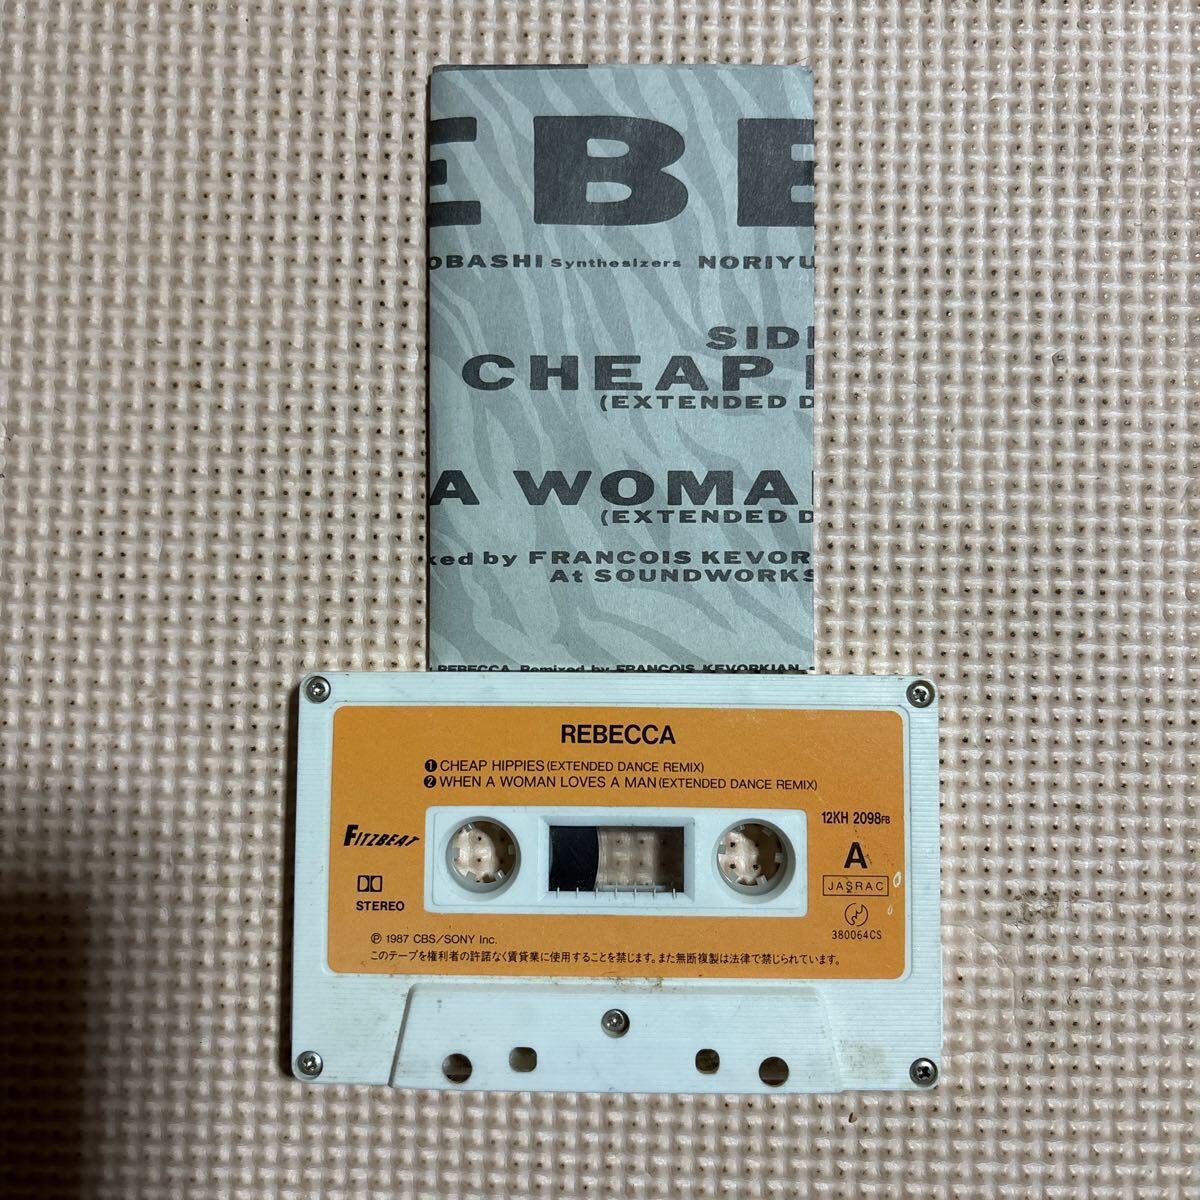 EBE
OBASHI Synthesizers NORIYU
SIDE
CHEAP H
(EXTENDED D
A WOMA
(EXTENDED D
xed by FRANCOIS KEVOR
At SOUNDWORKS
REBECCA Remixed by FRANCOIS KEVORKIAN
REBECCA
❶ CHEAP HIPPIES (EXTENDED DANCE REMIX)
❷ WHEN A WOMAN LOVES A MAN (EXTENDED DANCE REMIX)
FITZBEAT
STEREO
12KH 2098FB
A
JASRAC
380064CS
Ⓟ 1987 CBS/SONY Inc.
このテープを権利者の許諾なく賃貸業に使用することを禁じます。また無断複製は法律で禁じられています。